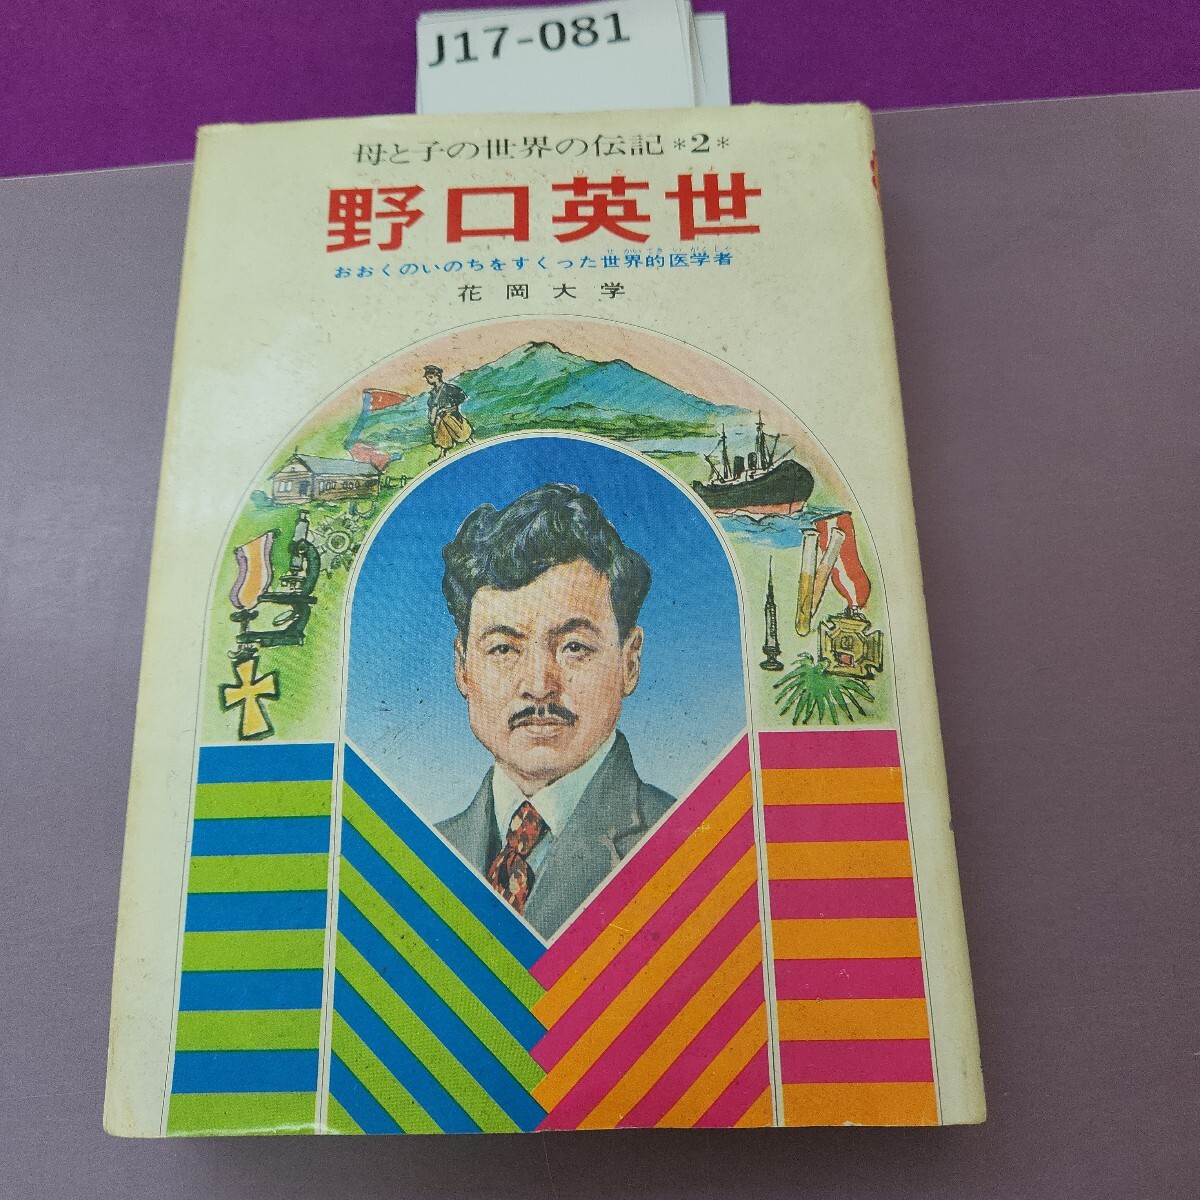 J17-081
母と子の世界の伝記*2*
野口英世
おおくのいのちをすくった世界的医学者
花岡大学